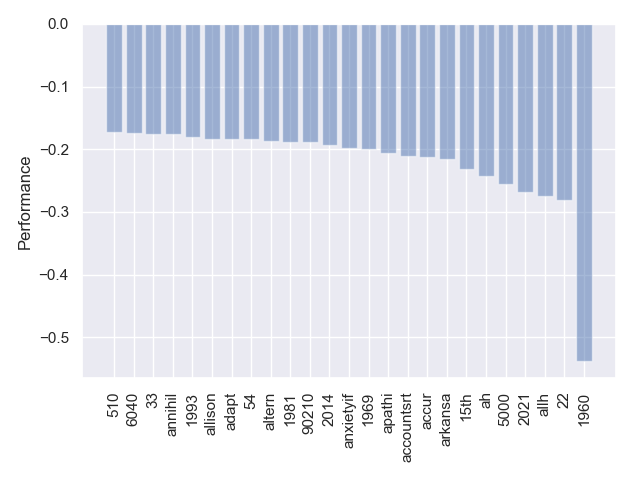 0.0
−0.1
−0.2
−0.3
−0.4
−0.5
Performance
510
6040
33
annihil
1993
allison
adapt
54
altern
1981
90210
2014
anxietyif
1969
apathi
accountsrt
accur
arkansa
15th
ah
5000
2021
allh
22
1960